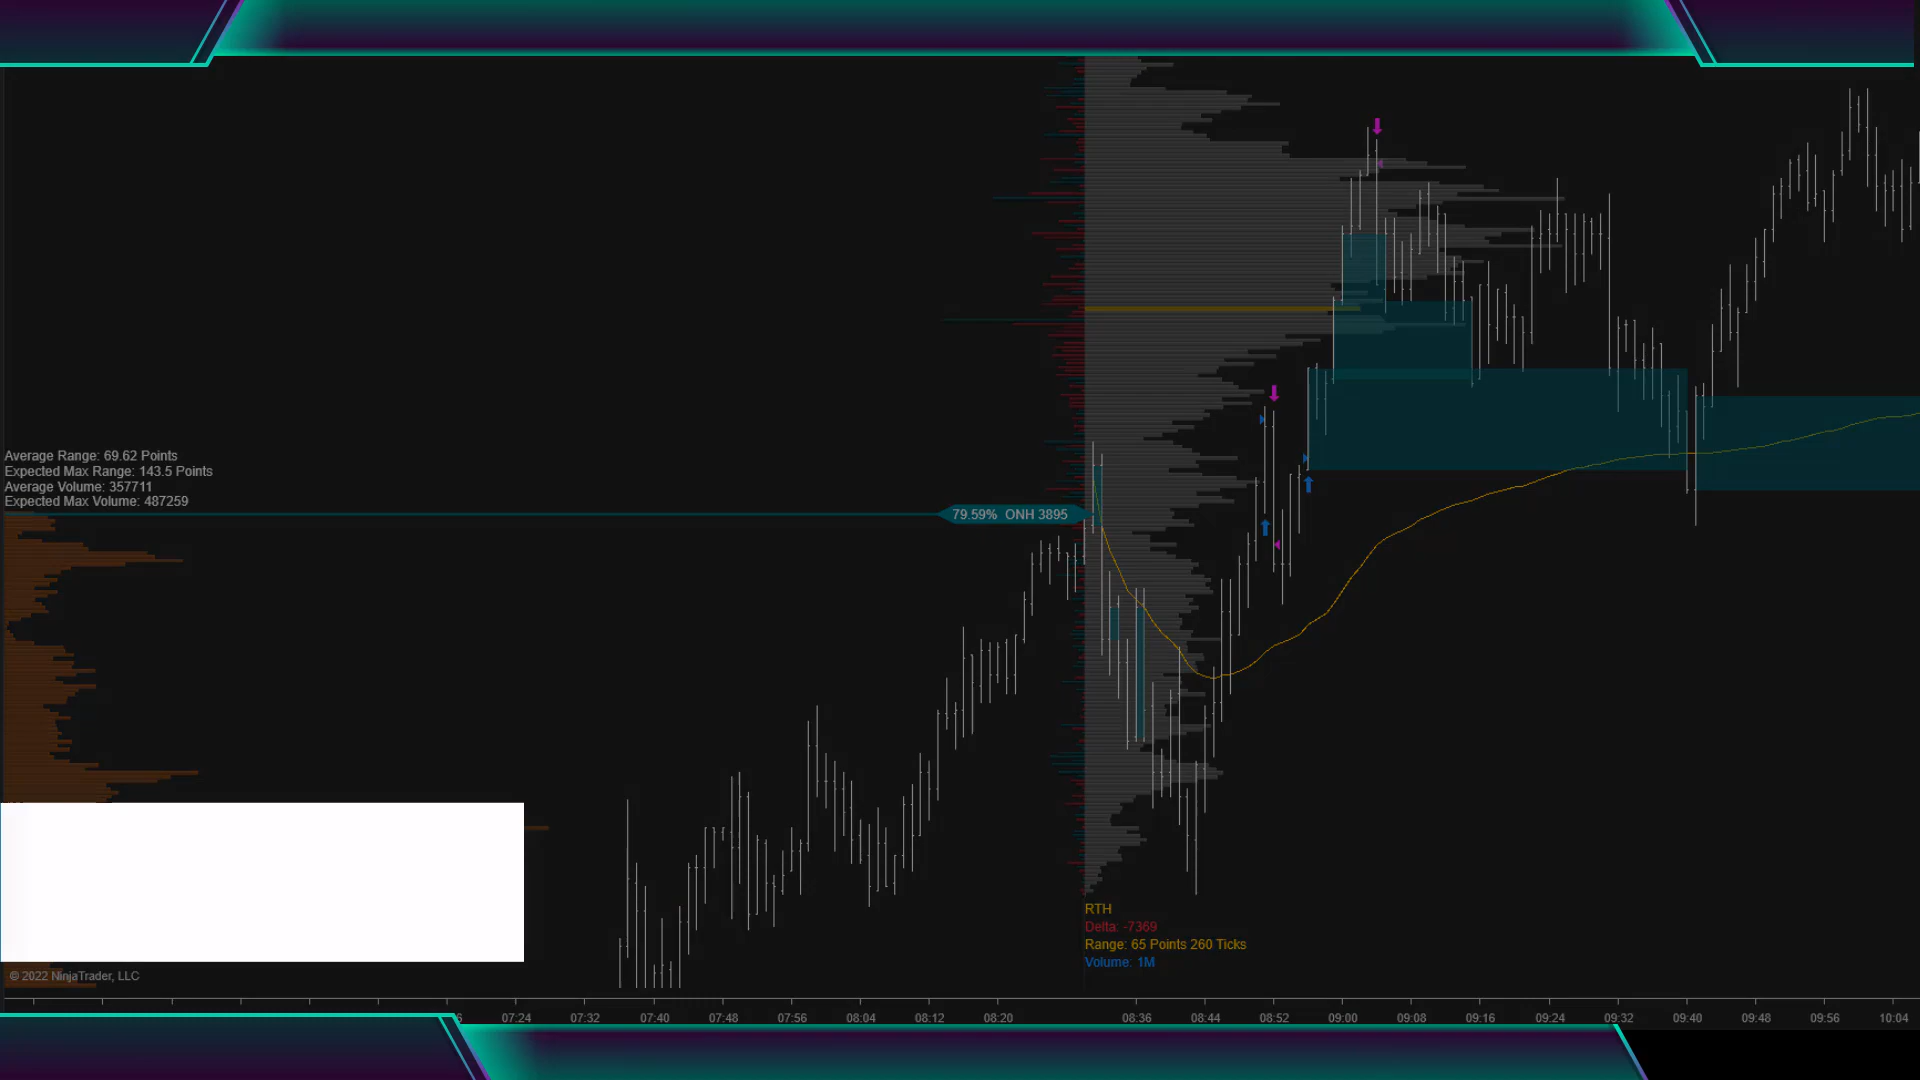 Average Range: 69.62 Points
Expected Max Range: 143.5 Points
Average Volume: 357711
Expected Max Volume: 487259
79.59% ONH 3895
RTH
Delta: -7369
Range: 65 Points 260 Ticks
Volume: 1M
© 2022 NinjaTrader, LLC
07:24 07:32 07:40 07:48 07:56 08:04 08:12 08:20 08:36 08:44 08:52 09:00 09:08 09:16 09:24 09:32 09:40 09:48 09:56 10:04